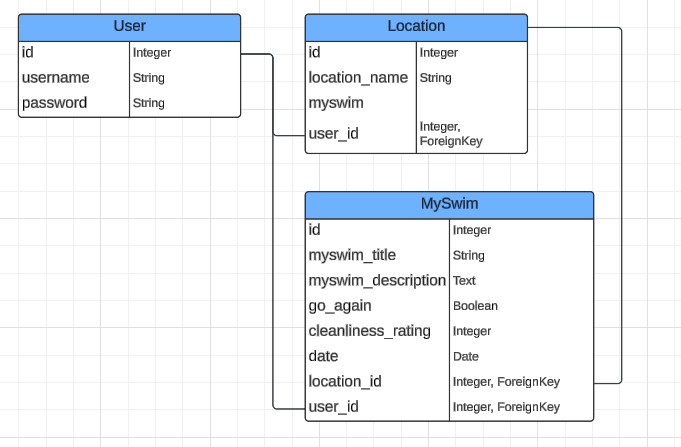 User
id Integer
username String
password String
Location
id Integer
location_name String
myswim
user_id Integer,
ForeignKey
MySwim
id Integer
myswim_title String
myswim_description Text
go_again Boolean
cleanliness_rating Integer
date Date
location_id Integer, ForeignKey
user_id Integer, ForeignKey